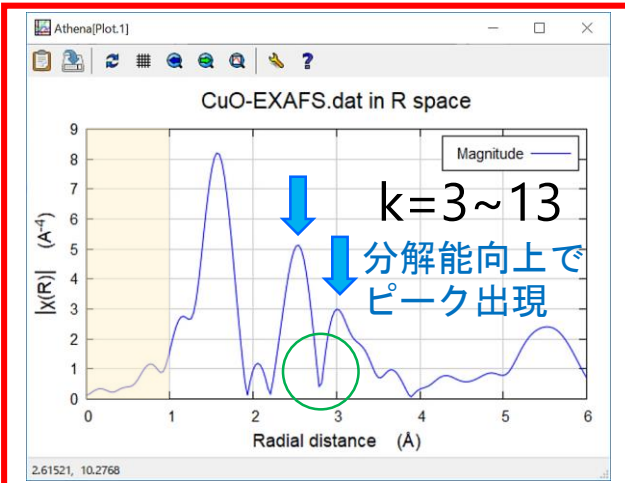 Athena[Plot.1]
CuO-EXAFS.dat in R space
Magnitude
k=3~13
分解能向上で
ピーク出現
|χ(R)| (Å⁻⁴)
9
8
7
6
5
4
3
2
1
0
0 1 2 3 4 5 6
Radial distance (Å)
2.61521, 10.2768